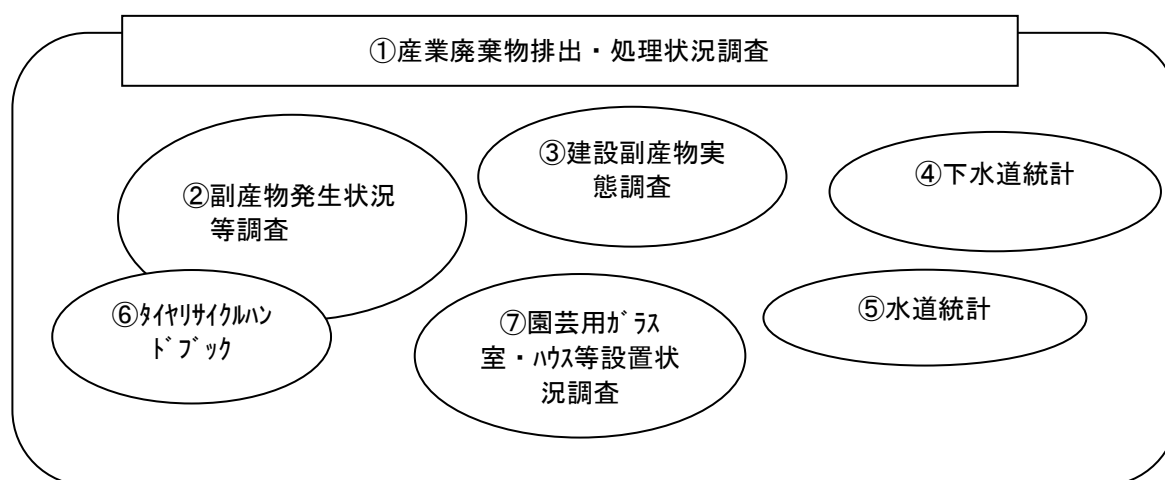 ①産業廃棄物排出・処理状況調査
②副産物発生状況
等調査
③建設副産物実
態調査
④下水道統計
⑤水道統計
⑥ﾀｲﾔﾘｻｲｸﾙﾊﾝ
ﾄﾞﾌﾞｯｸ
⑦園芸用ｶﾞﾗｽ
室・ﾊｳｽ等設置状
況調査